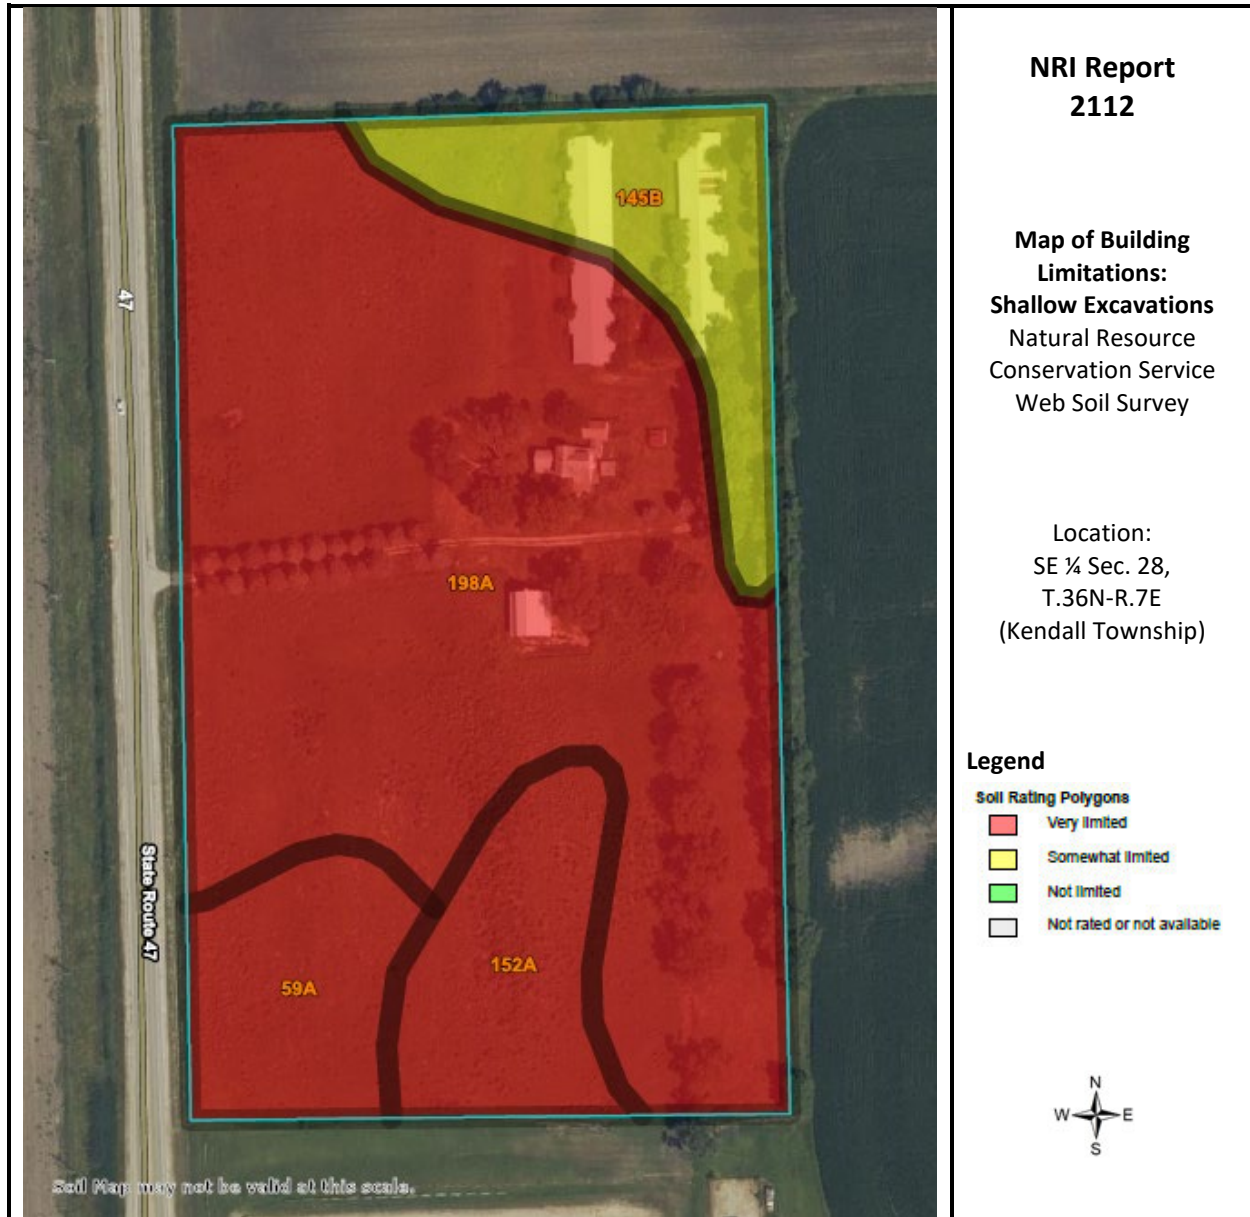 145B
47
198A
State Route 47
152A
59A
Soil Map may not be valid at this scale.
NRI Report
2112
Map of Building
Limitations:
Shallow Excavations
Natural Resource
Conservation Service
Web Soil Survey
Location:
SE ¼ Sec. 28,
T.36N-R.7E
(Kendall Township)
Legend
Soil Rating Polygons
Very limited
Somewhat limited
Not limited
Not rated or not available
N
W E
S